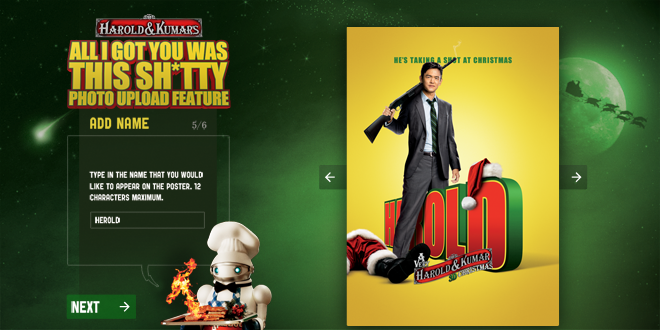 HAROLD & KUMAR'S
ALL I GOT YOU WAS
THIS SH*TTY
PHOTO UPLOAD FEATURE
ADD NAME 5/6
TYPE IN THE NAME THAT YOU WOULD
LIKE TO APPEAR ON THE POSTER. 12
CHARACTERS MAXIMUM.
HEROLD
NEXT
HE'S TAKING A SHOT AT CHRISTMAS
HEROLD
A
VERY
HAROLD & KUMAR
3D CHRISTMAS